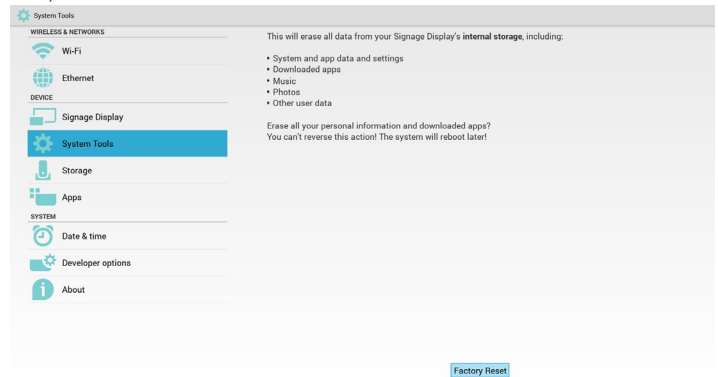 System Tools
WIRELESS & NETWORKS
Wi-Fi
Ethernet
DEVICE
Signage Display
System Tools
Storage
Apps
SYSTEM
Date & time
Developer options
About
This will erase all data from your Signage Display's internal storage, including:
• System and app data and settings
• Downloaded apps
• Music
• Photos
• Other user data
Erase all your personal information and downloaded apps?
You can't reverse this action! The system will reboot later!
Factory Reset